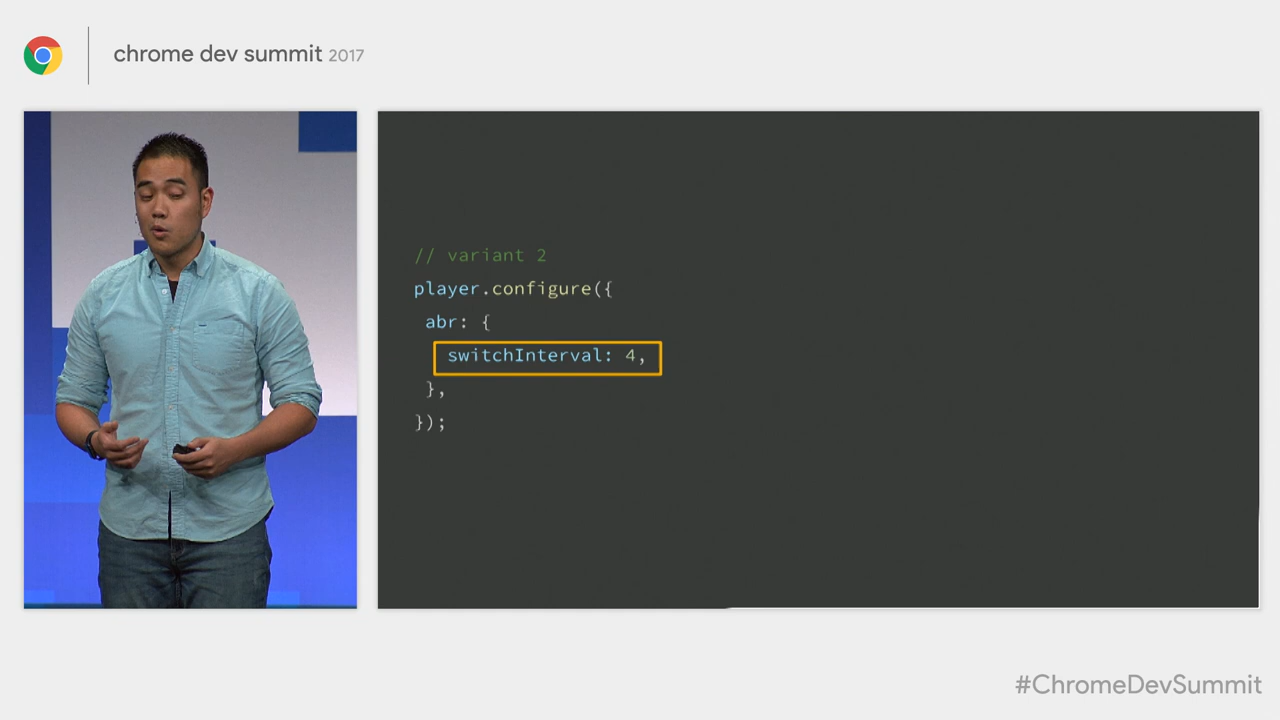 chrome dev summit 2017
// variant 2
player.configure({
abr: {
switchInterval: 4,
},
});
#ChromeDevSummit